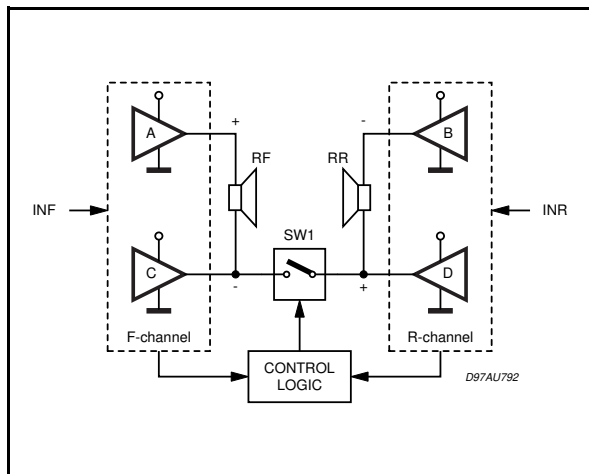 A
+
-
B
RF
RR
INF
INR
SW1
C
D
-
+
F-channel
R-channel
CONTROL
LOGIC
D97AU792